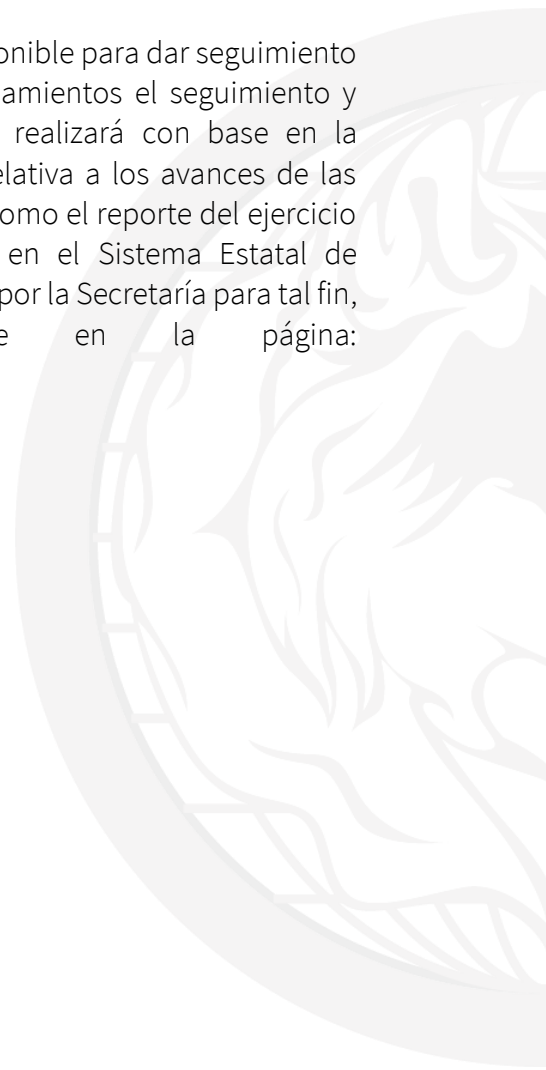 onible para dar seguimiento
amientos el seguimiento y
realizará con base en la
elativa a los avances de las
omo el reporte del ejercicio
en el Sistema Estatal de
por la Secretaría para tal fin,
e en la página: